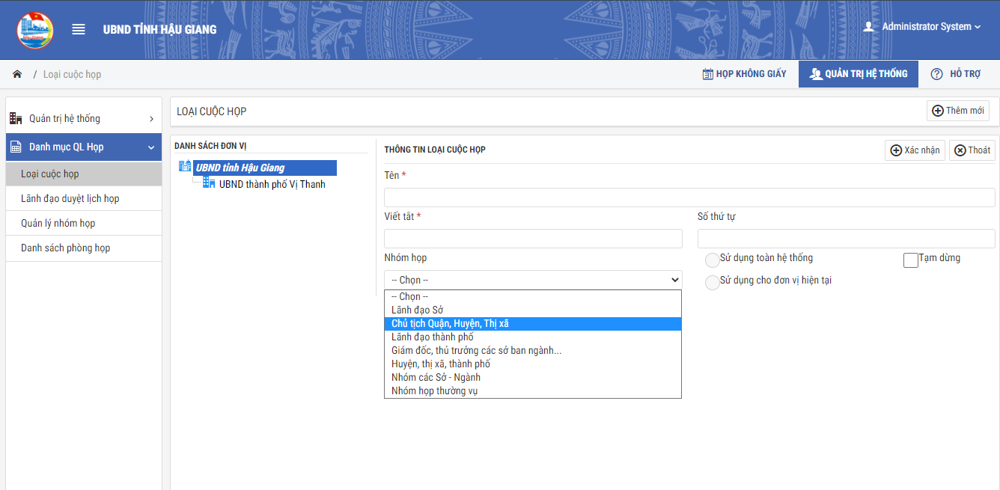 UBND TỈNH HẬU GIANG
Administrator System
/ Loại cuộc họp
HỌP KHÔNG GIẤY
QUẢN TRỊ HỆ THỐNG
HỖ TRỢ
Quản trị hệ thống
Danh mục QL Họp
Loại cuộc họp
Lãnh đạo duyệt lịch họp
Quản lý nhóm họp
Danh sách phòng họp
LOẠI CUỘC HỌP
Thêm mới
DANH SÁCH ĐƠN VỊ
UBND tỉnh Hậu Giang
UBND thành phố Vị Thanh
THÔNG TIN LOẠI CUỘC HỌP
Xác nhận
Thoát
Tên *
Viết tắt *
Số thứ tự
Nhóm họp
Sử dụng toàn hệ thống
Tạm dừng
-- Chọn --
Sử dụng cho đơn vị hiện tại
-- Chọn --
Lãnh đạo Sở
Chủ tịch Quận, Huyện, Thị xã
Lãnh đạo thành phố
Giám đốc, thủ trưởng các sở ban ngành...
Huyện, thị xã, thành phố
Nhóm các Sở - Ngành
Nhóm họp thường vụ